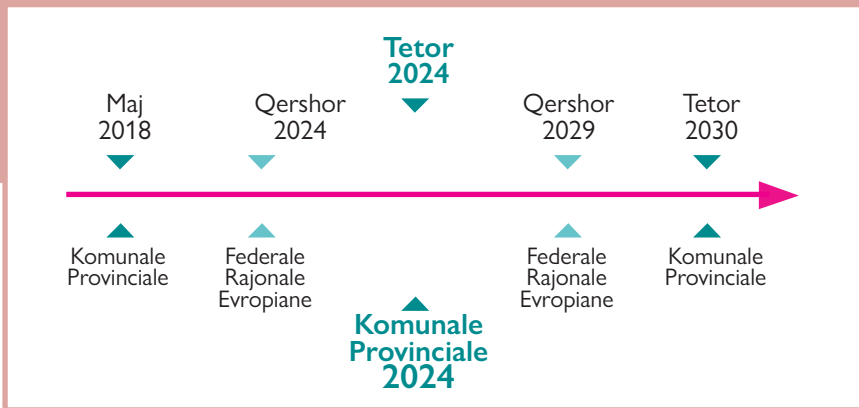 Tetor
2024
Maj
2018
Qershor
2024
Qershor
2029
Tetor
2030
Komunale
Provinciale
Federale
Rajonale
Evropiane
Komunale
Provinciale
2024
Federale
Rajonale
Evropiane
Komunale
Provinciale